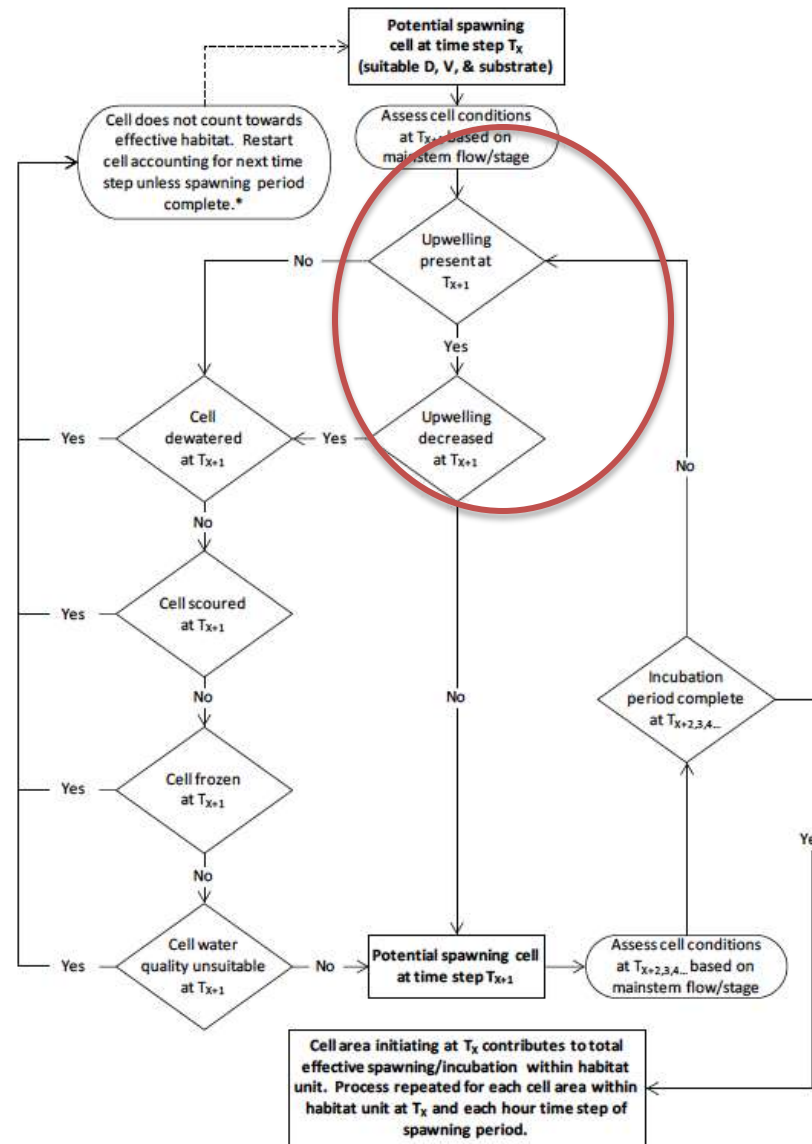 Potential spawning
cell at time step TX
(suitable D, V, & substrate)
Cell does not count towards
effective habitat. Restart
cell accounting for next time
step unless spawning period
complete.*
Assess cell conditions
at TX+1 based on
mainstem flow/stage
Upwelling
present at
TX+1
No
Yes
Cell
dewatered
at TX+1
Yes
Yes
Upwelling
decreased
at TX+1
No
No
Cell scoured
at TX+1
Yes
No
No
Incubation
period complete
at TX+2,3,4...
Cell frozen
at TX+1
Yes
No
Cell water
quality unsuitable
at TX+1
Yes
No
Potential spawning cell
at time step TX+1
Assess cell conditions
at TX+2,3,4... based on
mainstem flow/stage
Cell area initiating at TX contributes to total
effective spawning/incubation within habitat
unit. Process repeated for each cell area within
habitat unit at TX and each hour time step of
spawning period.